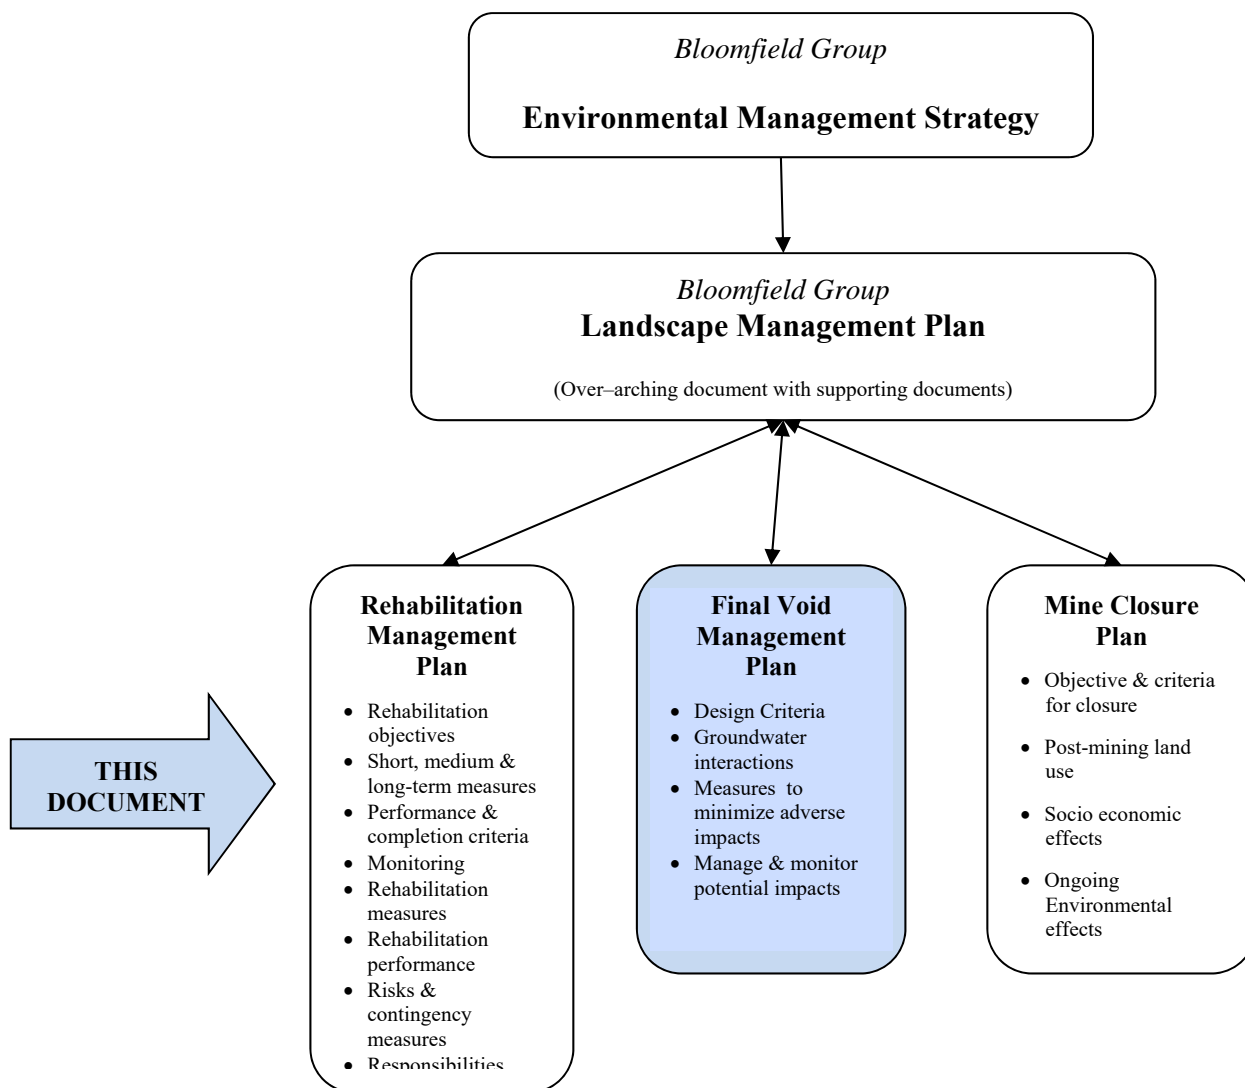 Bloomfield Group
Environmental Management Strategy
Bloomfield Group
Landscape Management Plan
(Over–arching document with supporting documents)
THIS
DOCUMENT
Rehabilitation
Management
Plan
• Rehabilitation
objectives
• Short, medium &
long-term measures
• Performance &
completion criteria
• Monitoring
• Rehabilitation
measures
• Rehabilitation
performance
• Risks &
contingency
measures
• Responsibilities
Final Void
Management
Plan
• Design Criteria
• Groundwater
interactions
• Measures to
minimize adverse
impacts
• Manage & monitor
potential impacts
Mine Closure
Plan
• Objective & criteria
for closure
• Post-mining land
use
• Socio economic
effects
• Ongoing
Environmental
effects